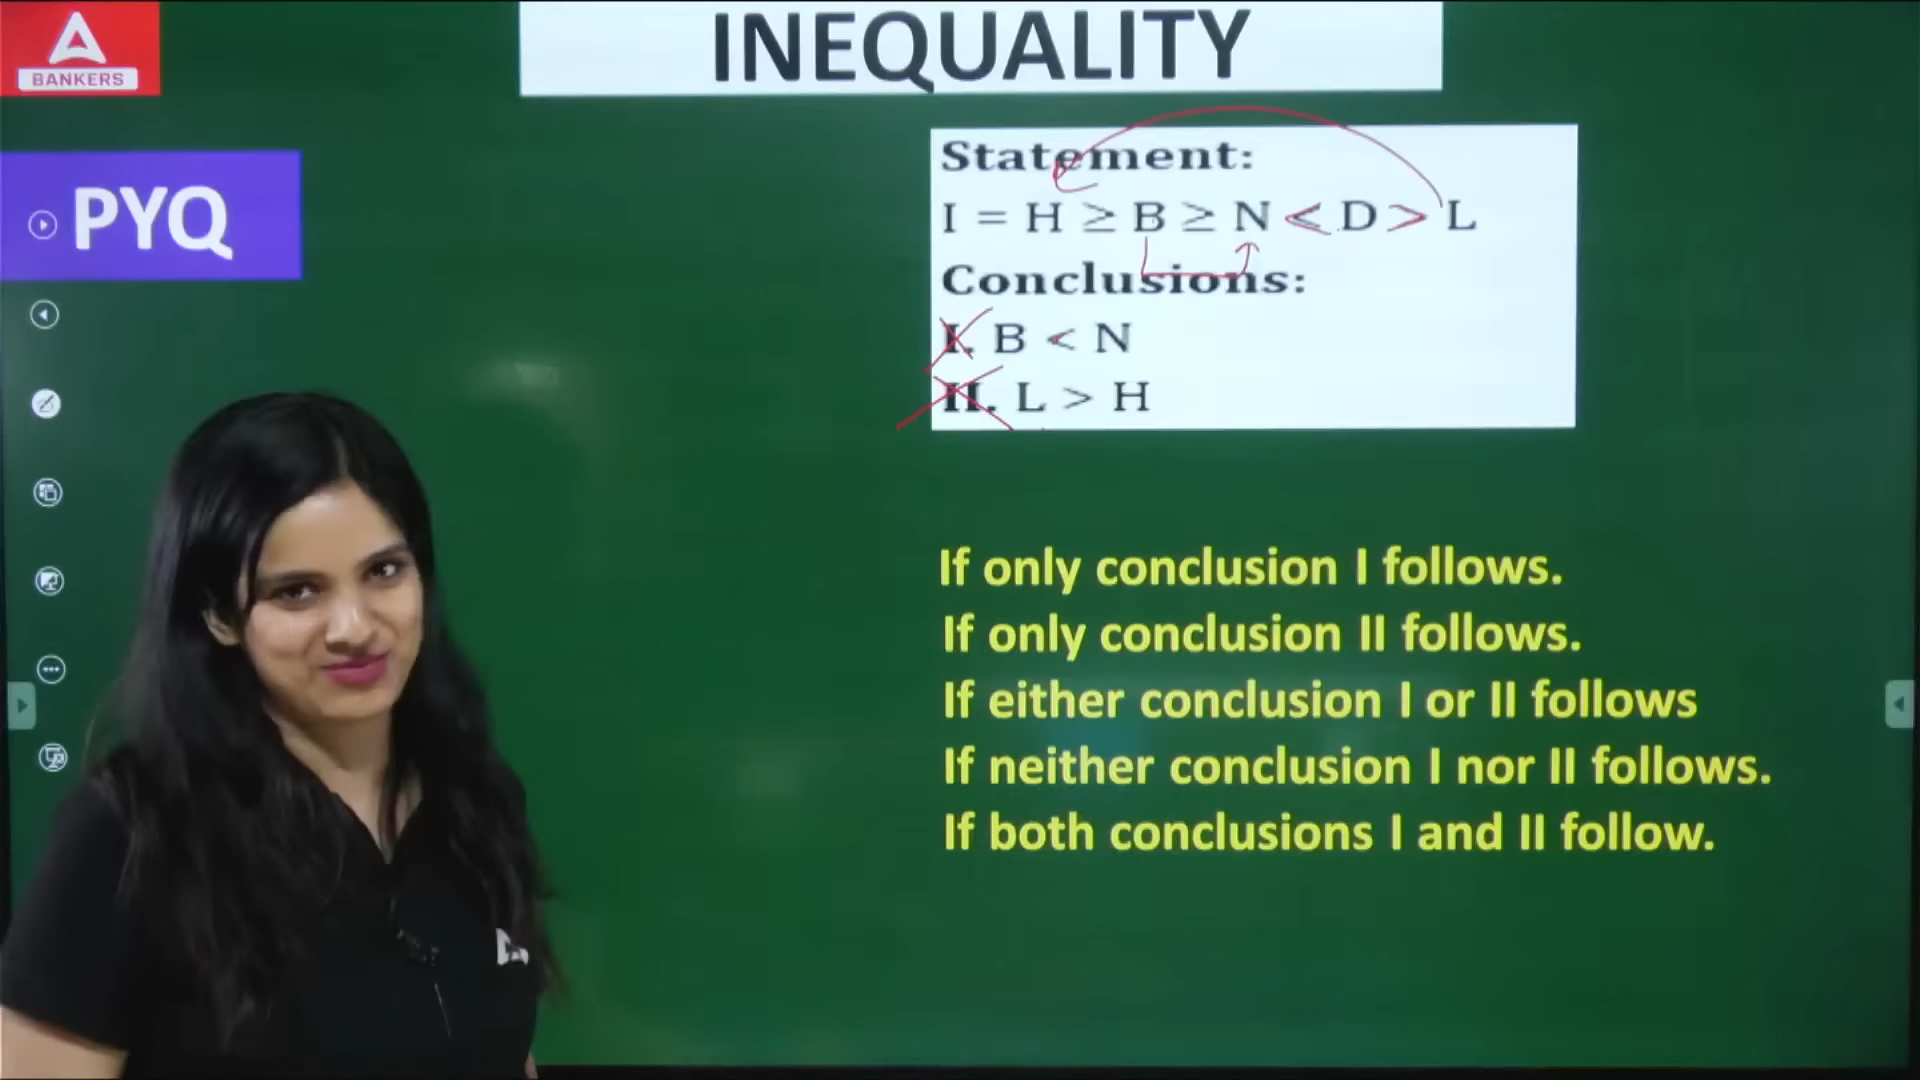 BANKERS
INEQUALITY
PYQ
Statement:
I = H ≥ B ≥ N < D > L
Conclusions:
I. B < N
II. L > H
If only conclusion I follows.
If only conclusion II follows.
If either conclusion I or II follows
If neither conclusion I nor II follows.
If both conclusions I and II follow.